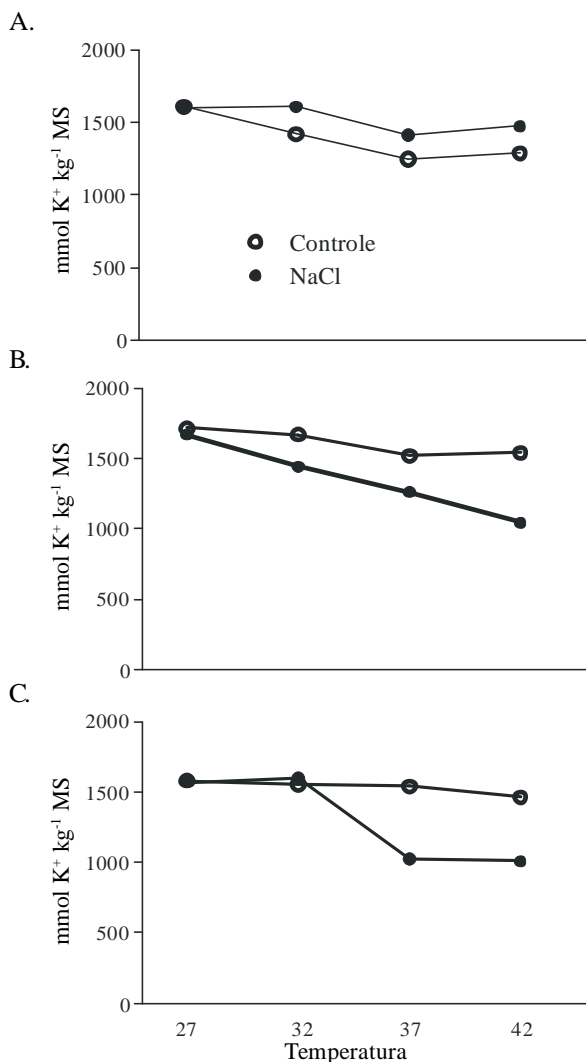 A.
2000
1500
1000
500
0
mmol K⁺ kg⁻¹ MS
Controle
NaCl
B.
2000
1500
1000
500
0
mmol K⁺ kg⁻¹ MS
C.
2000
1500
1000
500
0
mmol K⁺ kg⁻¹ MS
27 32 37 42
Temperatura